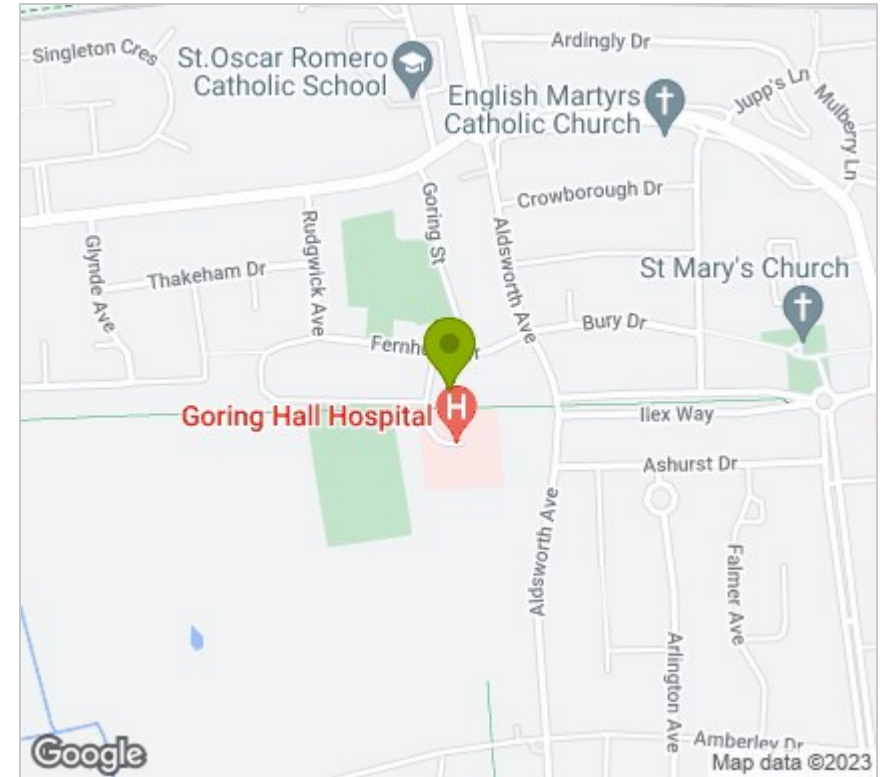 Singleton Cres
St.Oscar Romero
Catholic School
Ardingly Dr
English Martyrs
Catholic Church
Jupp's Ln
Mulberry Ln
Goring St
Crowborough Dr
Rudgwick Ave
Aldsworth Ave
Glynde Ave
Thakeham Dr
St Mary's Church
Bury Dr
Goring Hall Hospital
H
Ilex Way
Ashurst Dr
Aldsworth Ave
Falmer Ave
Arlington Ave
Amberley Dr
Google
Map data ©2023